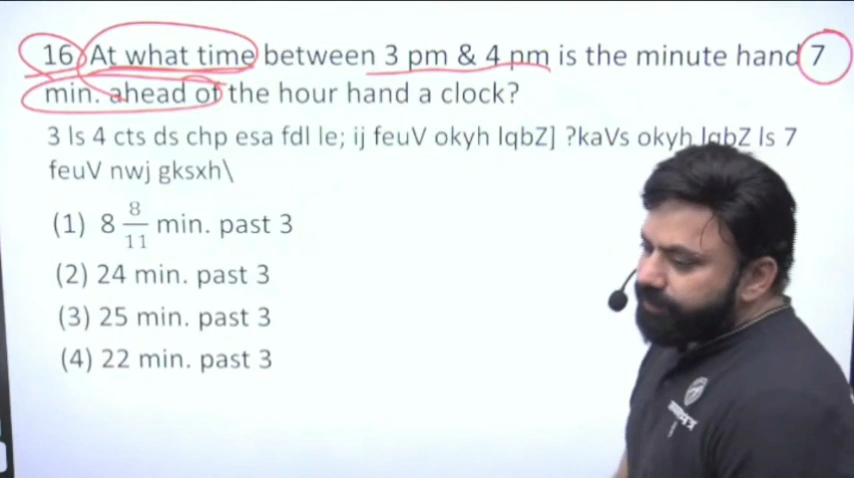 16 At what time between 3 pm & 4 pm is the minute hand 7
min. ahead of the hour hand a clock?
3 ls 4 cts ds chp esa fdl le; ij feuV okyh lqbZ] ?kaVs okyh lqbZ ls 7
feuV nwj gksxh\
(1) 8 8/11 min. past 3
(2) 24 min. past 3
(3) 25 min. past 3
(4) 22 min. past 3